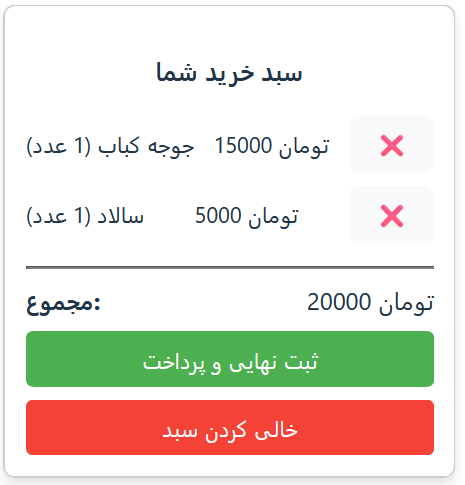 سبد خرید شما
جوجه کباب (1 عدد) 15000 تومان ❌
سالاد (1 عدد) 5000 تومان ❌
مجموع: 20000 تومان
ثبت نهایی و پرداخت
خالی کردن سبد